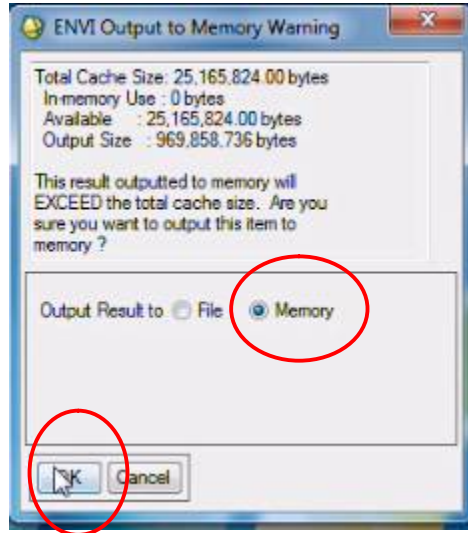 ENVI Output to Memory Warning
Total Cache Size: 25,165,824.00 bytes
In-memory Use : 0 bytes
Available : 25,165,824.00 bytes
Output Size : 969,858,736 bytes
This result outputted to memory will
EXCEED the total cache size. Are you
sure you want to output this item to
memory ?
Output Result to File Memory
OK Cancel